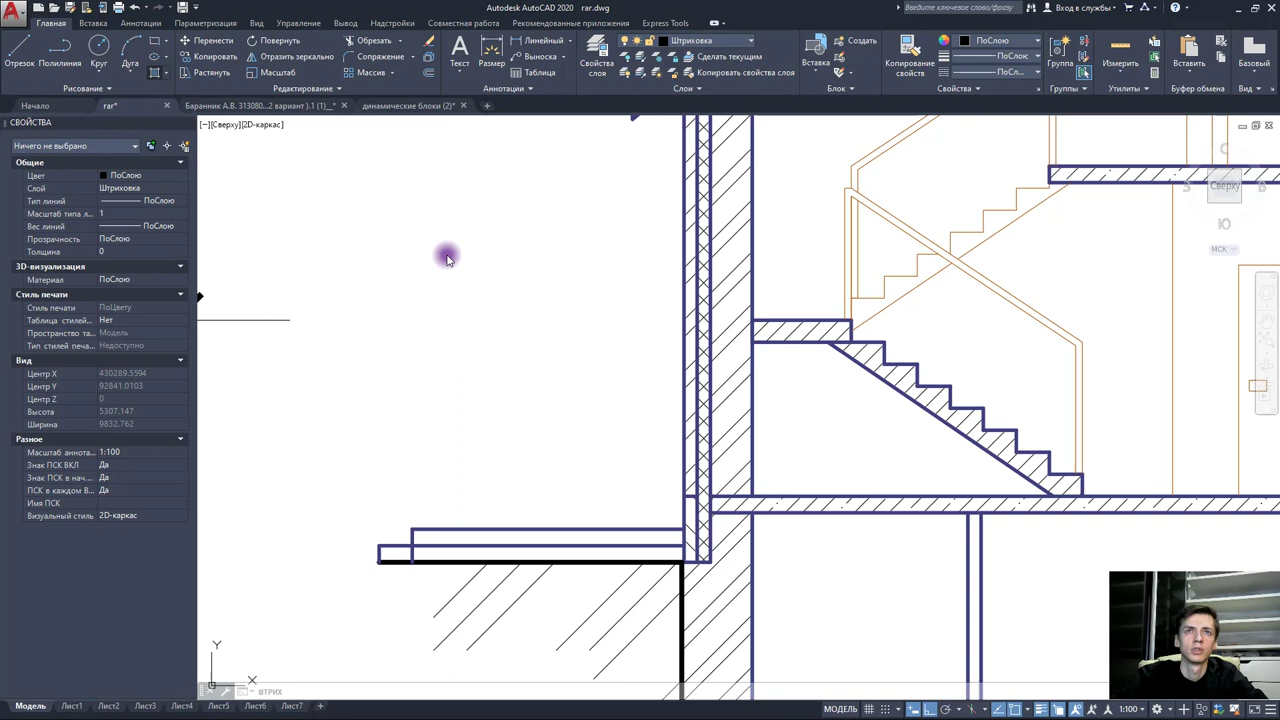 Autodesk AutoCAD 2020 rar.dwg
Введите ключевое слово/фразу
Вход в службы
Главная Вставка Аннотации Параметризация Вид Управление Вывод Надстройки Совместная работа Рекомендованные приложения Express Tools
Отрезок Полилиния Круг Дуга
Перенести Повернуть Обрезать
Копировать Отразить зеркально Сопряжение
Растянуть Масштаб Массив
Текст Размер
Линейный
Выноска
Таблица
Свойства слоя
Штриховка
Сделать текущим
Копировать свойства слоя
Вставка
Создать
Копирование свойств
ПоСлою
ПоСлою
ПоСл...
Группа Измерить Вставить Базовый
Рисование Редактирование Аннотации Слои Блок Свойства Группы Утилиты Буфер обмена Вид
Начало rar* Баранник А.В. 313080...2 вариант ).1 (1)__* динамические блоки (2)*
СВОЙСТВА
[−][Сверху][2D-каркас]
Ничего не выбрано
Общие
Цвет ПоСлою
Слой Штриховка
Тип линий ПоСлою
Масштаб типа л... 1
Вес линий ПоСлою
Прозрачность ПоСлою
Толщина 0
3D-визуализация
Материал ПоСлою
Стиль печати
Стиль печати ПоЦвету
Таблица стилей... Нет
Пространство та... Модель
Тип стилей печат... Недоступно
Вид
Центр X 430289.5594
Центр Y 92841.0103
Центр Z 0
Высота 5307.147
Ширина 9832.762
Разное
Масштаб аннота... 1:100
Знак ПСК ВКЛ Да
Знак ПСК в нач... Да
ПСК в каждом В... Да
Имя ПСК
Визуальный стиль 2D-каркас
С
З Сверху В
Ю
МСК
Y
X
ШТРИХ
Модель Лист1 Лист2 Лист3 Лист4 Лист5 Лист6 Лист7 +
МОДЕЛЬ 1:100